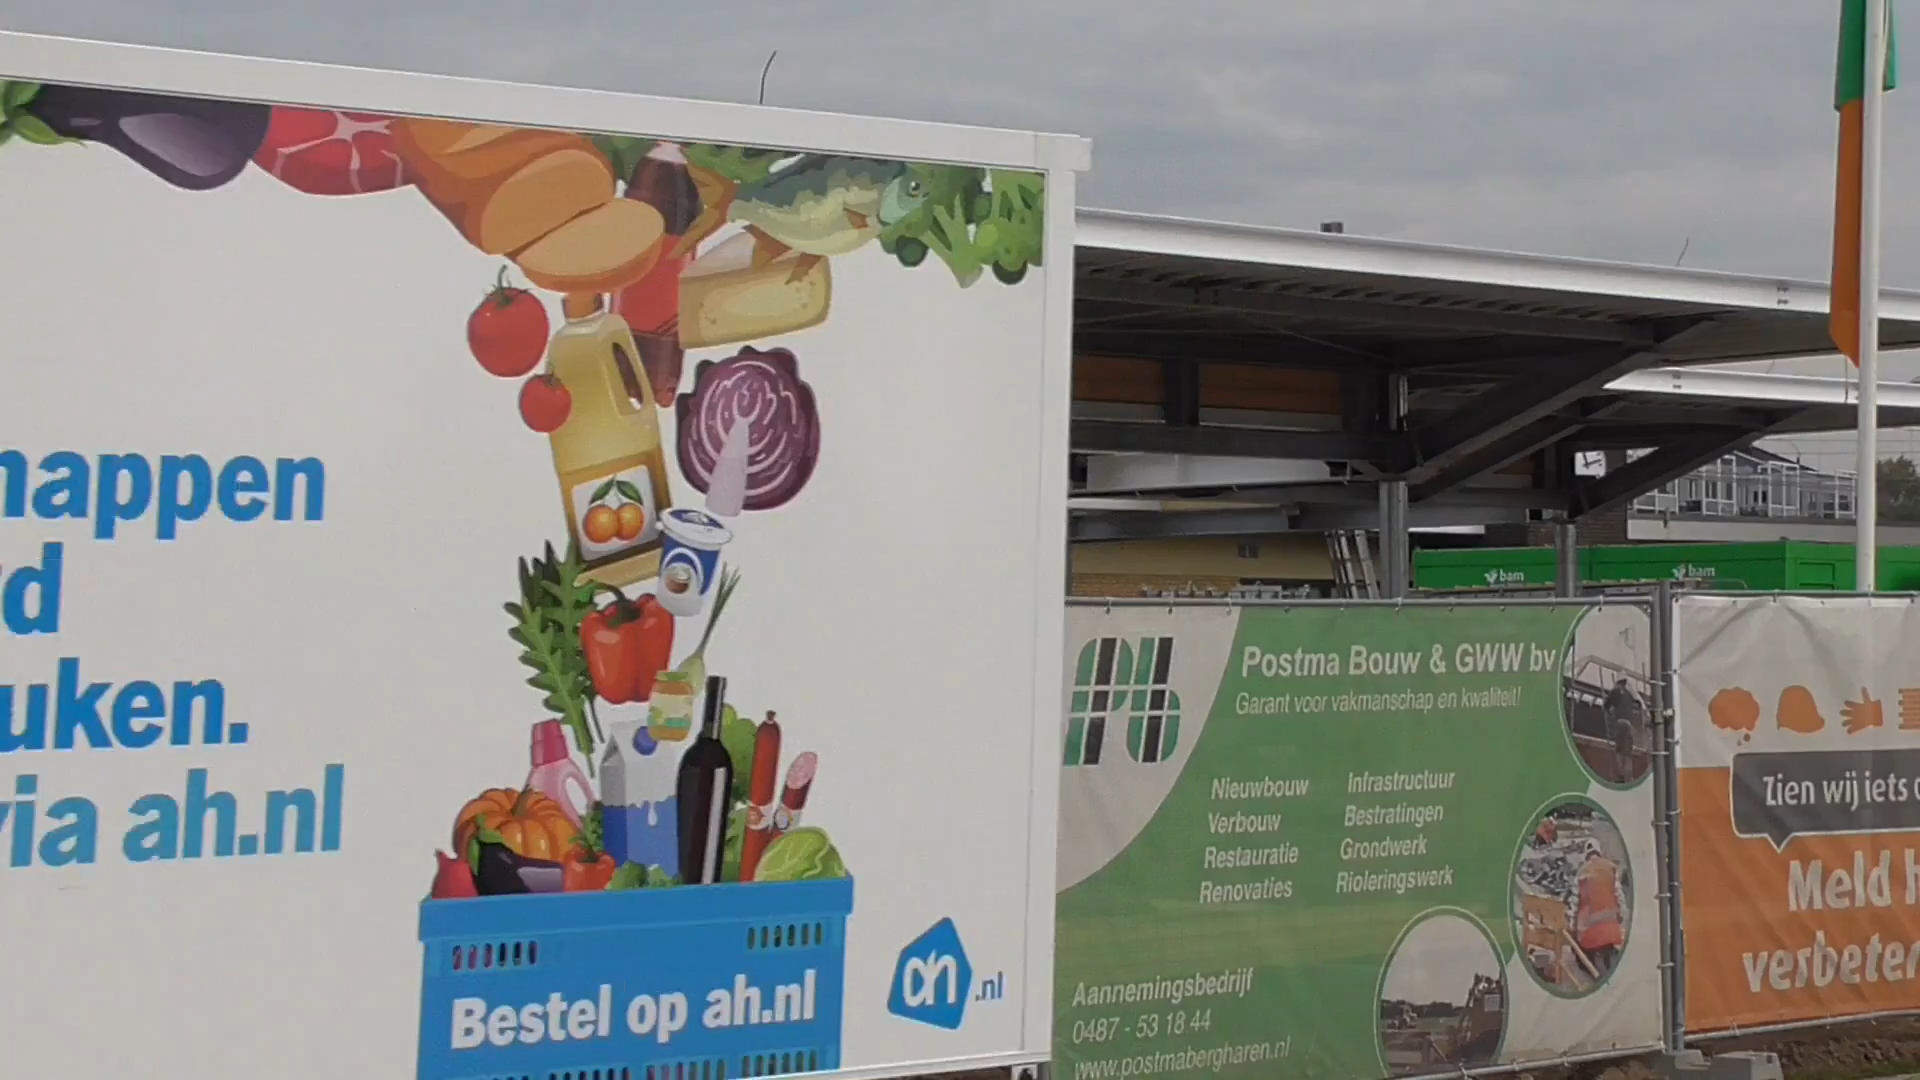 happen
rd
uken.
via ah.nl
Bestel op ah.nl
ah.nl
bam
bam
Postma Bouw & GWW bv
Garant voor vakmanschap en kwaliteit!
Nieuwbouw Infrastructuur
Verbouw Bestratingen
Restauratie Grondwerk
Renovaties Rioleringswerk
Aannemingsbedrijf
0487 - 53 18 44
www.postmabergharen.nl
Zien wij iets
Meld
verbeter